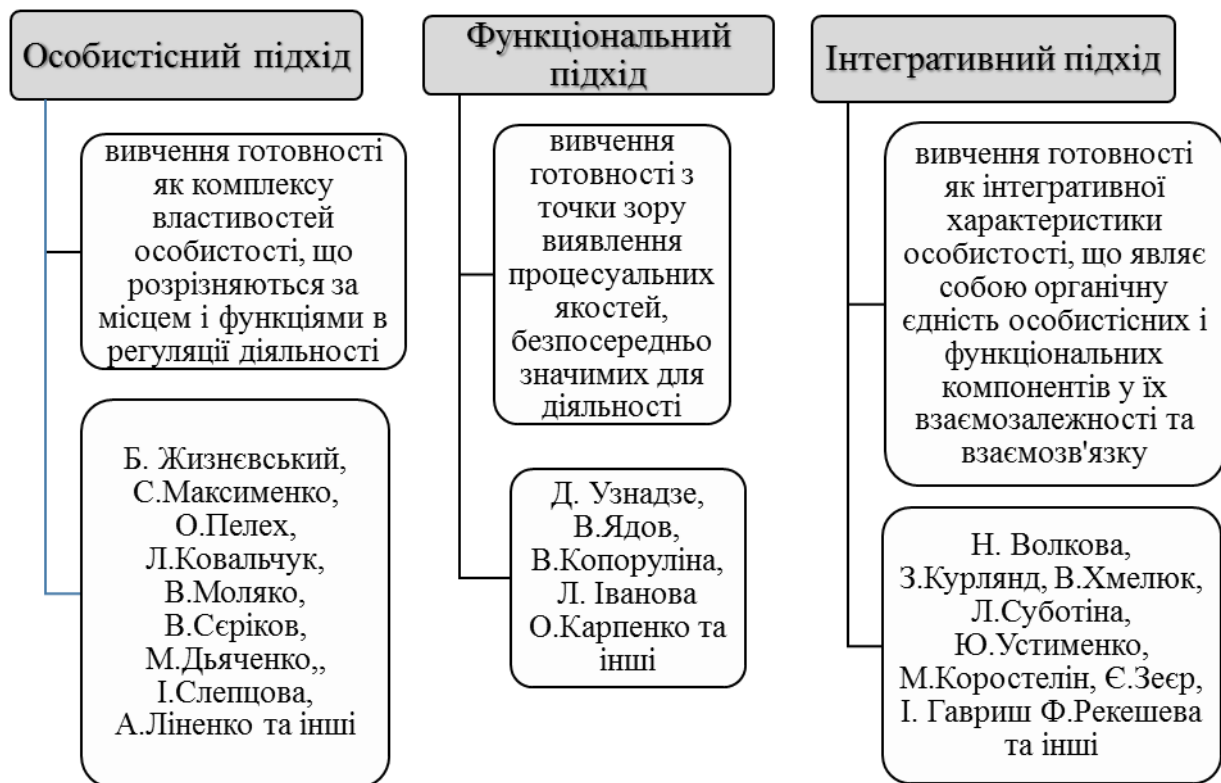 Особистісний підхід
вивчення готовності
як комплексу
властивостей
особистості, що
розрізняються за
місцем і функціями в
регуляції діяльності
Б. Жизнєвський,
С.Максименко,
О.Пелех,
Л.Ковальчук,
В.Моляко,
В.Сєріков,
М.Дьяченко,,
І.Слепцова,
А.Ліненко та інші
Функціональний
підхід
вивчення
готовності з
точки зору
виявлення
процесуальних
якостей,
безпосередньо
значимих для
діяльності
Д. Узнадзе,
В.Ядов,
В.Копоруліна,
Л. Іванова
О.Карпенко та
інші
Інтегративний підхід
вивчення готовності
як інтегративної
характеристики
особистості, що являє
собою органічну
єдність особистісних і
функціональних
компонентів у їх
взаємозалежності та
взаємозв'язку
Н. Волкова,
З.Курлянд, В.Хмелюк,
Л.Суботіна,
Ю.Устименко,
М.Коростелін, Є.Зеєр,
І. Гавриш Ф.Рекешева
та інші